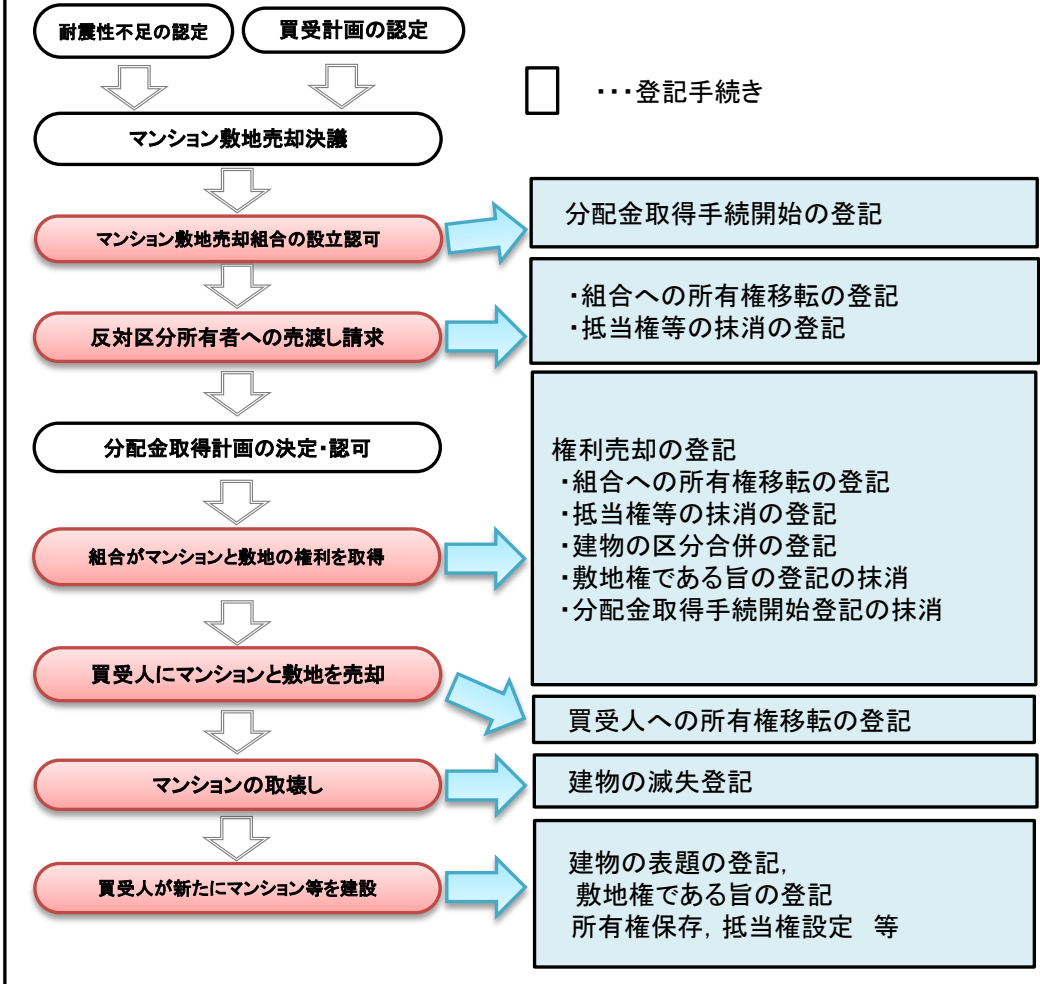 耐震性不足の認定
買受計画の認定
･･･登記手続き
マンション敷地売却決議
マンション敷地売却組合の設立認可
分配金取得手続開始の登記
反対区分所有者への売渡し請求
･組合への所有権移転の登記
･抵当権等の抹消の登記
分配金取得計画の決定･認可
組合がマンションと敷地の権利を取得
権利売却の登記
･組合への所有権移転の登記
･抵当権等の抹消の登記
･建物の区分合併の登記
･敷地権である旨の登記の抹消
･分配金取得手続開始登記の抹消
買受人にマンションと敷地を売却
買受人への所有権移転の登記
マンションの取壊し
建物の滅失登記
買受人が新たにマンション等を建設
建物の表題の登記，
敷地権である旨の登記
所有権保存，抵当権設定　等